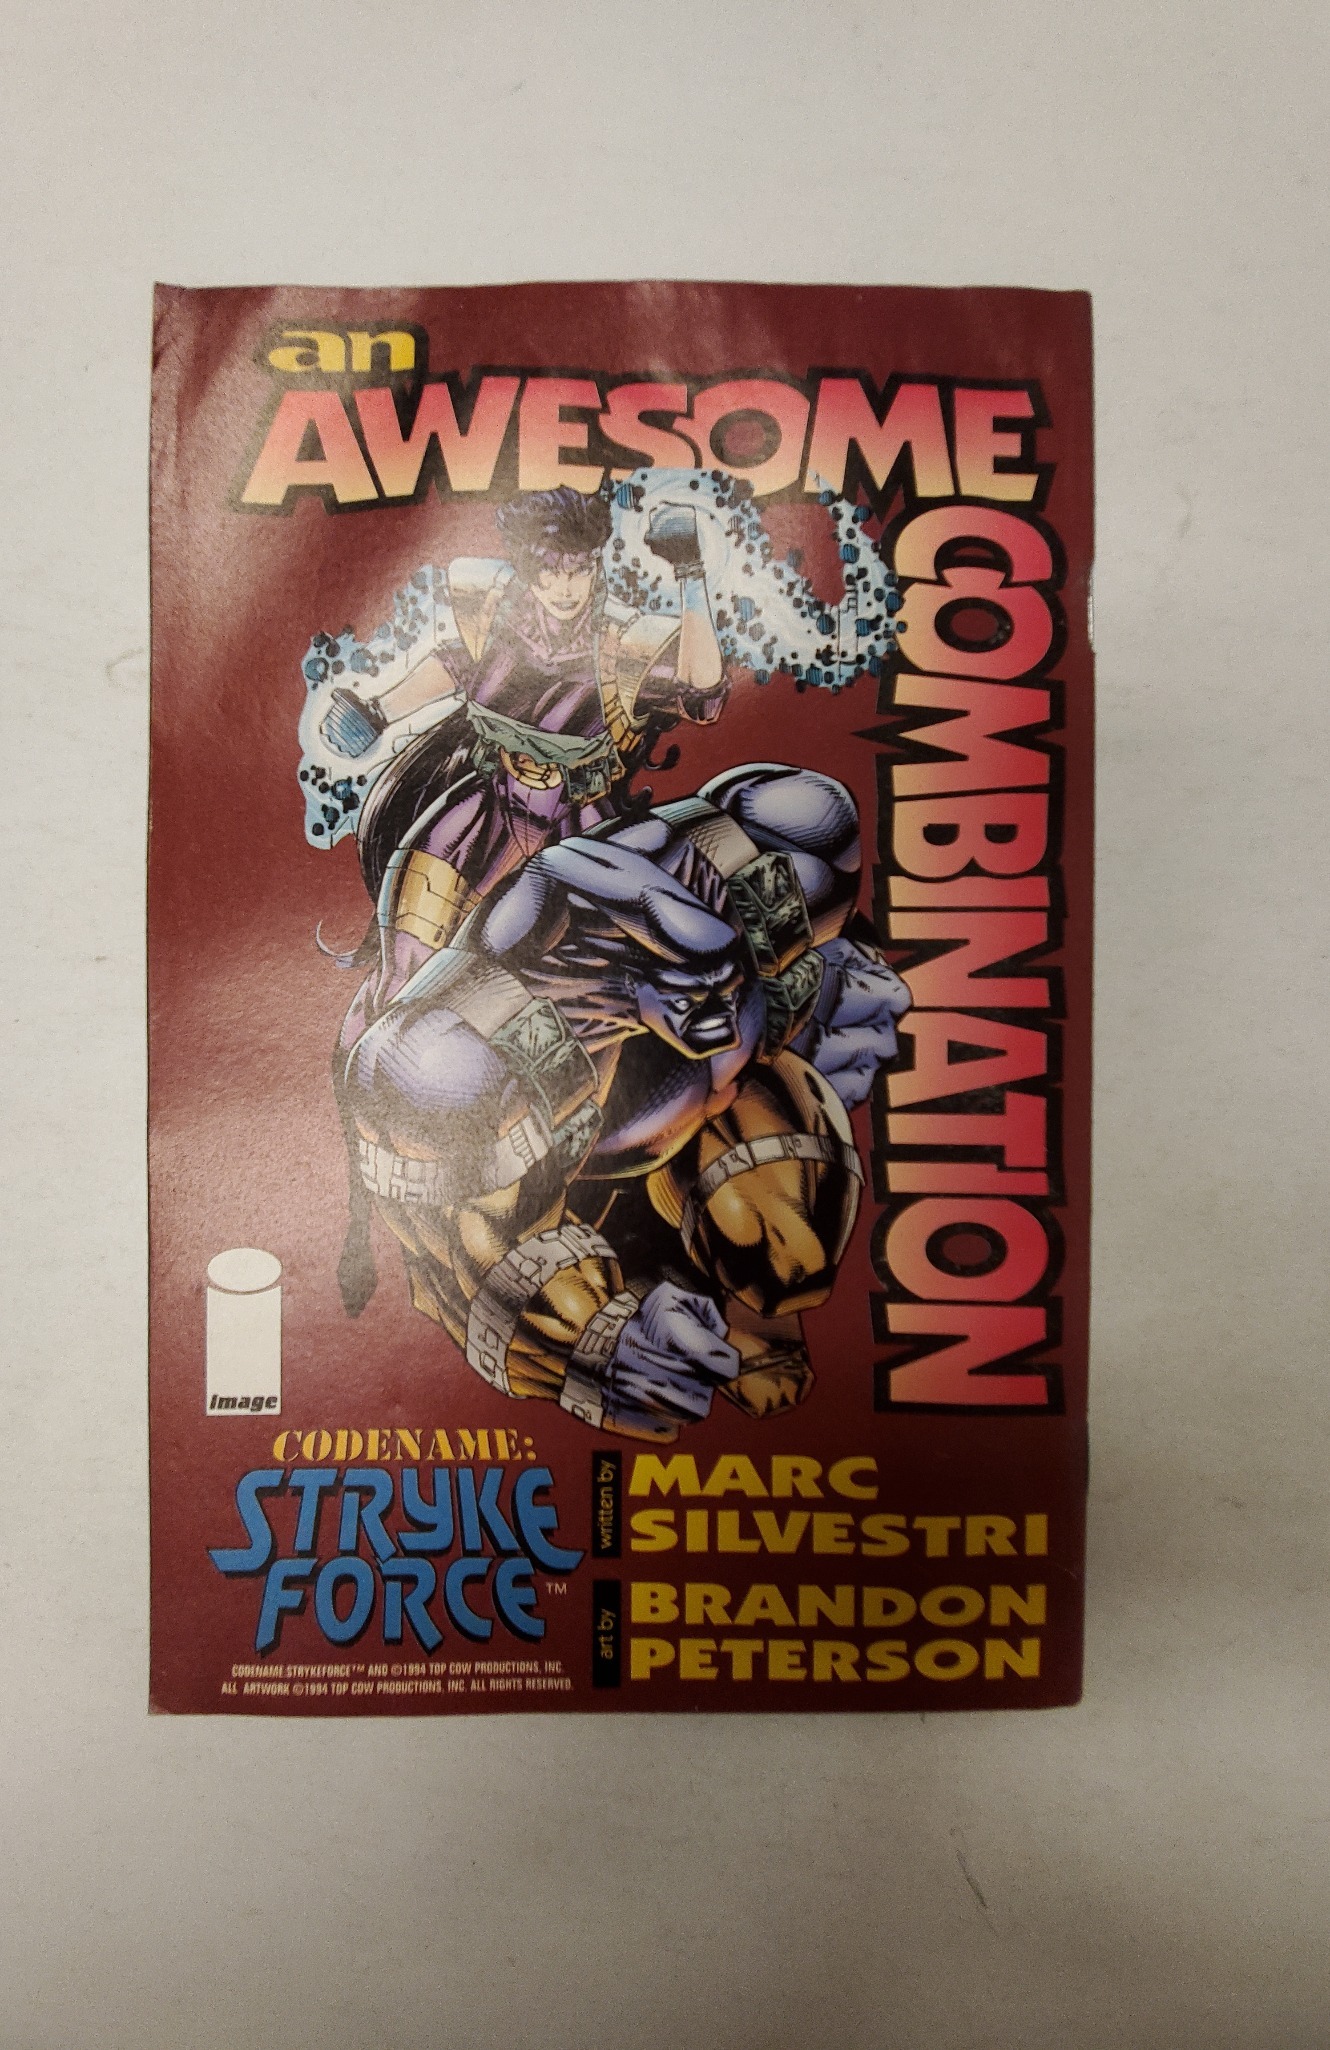 an
AWESOME
COMBINATION
image
CODENAME:
STRYKE
FORCE™
written by
MARC
SILVESTRI
art by
BRANDON
PETERSON
CODENAME STRYKEFORCE™ AND ©1994 TOP COW PRODUCTIONS, INC.
ALL ARTWORK ©1994 TOP COW PRODUCTIONS, INC. ALL RIGHTS RESERVED.